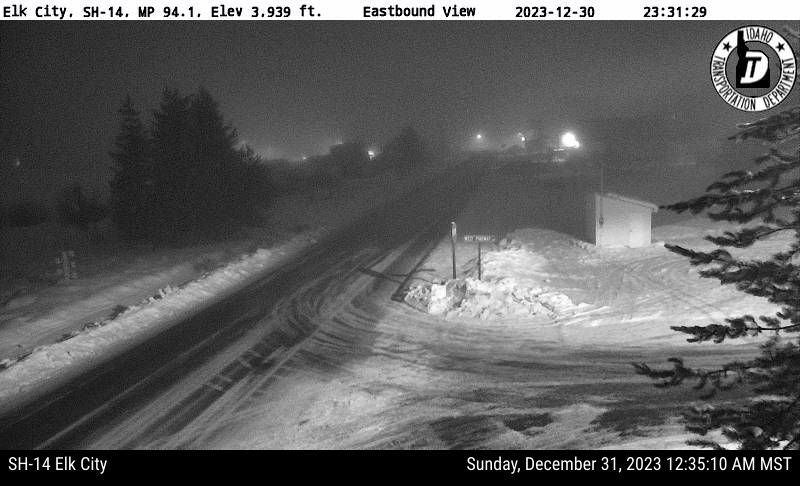 Elk City, SH-14, MP 94.1, Elev 3,939 ft. Eastbound View 2023-12-30 23:31:29
IDAHO
TRANSPORTATION DEPARTMENT
SH-14 Elk City Sunday, December 31, 2023 12:35:10 AM MST